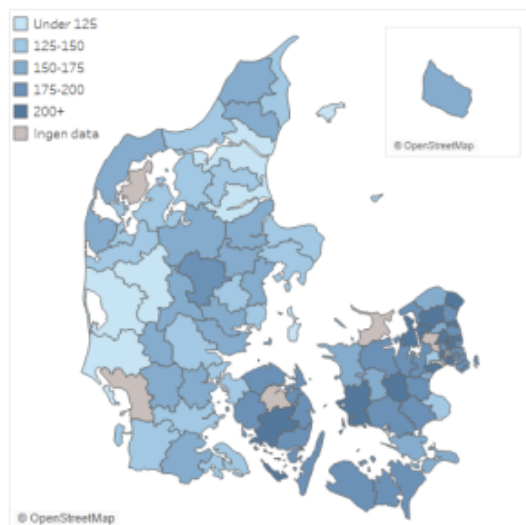 Under 125
125-150
150-175
175-200
200+
Ingen data
© OpenStreetMap
© OpenStreetMap